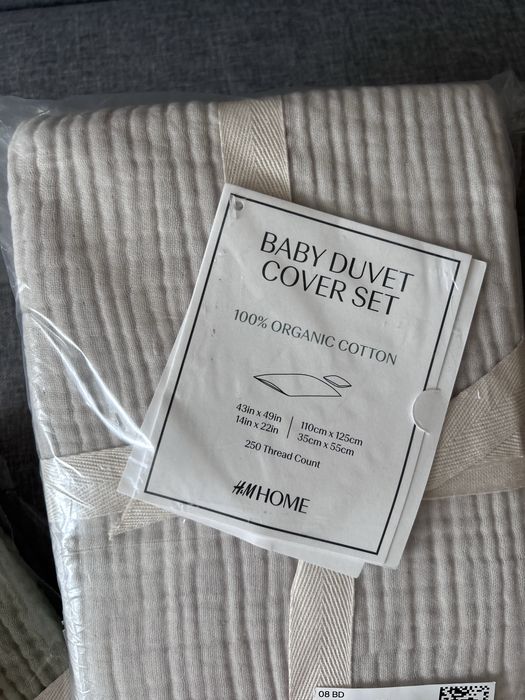 BABY DUVET
COVER SET
100% ORGANIC COTTON
43in x 49in | 110cm x 125cm
14in x 22in | 35cm x 55cm
250 Thread Count
H&M HOME
08 BD